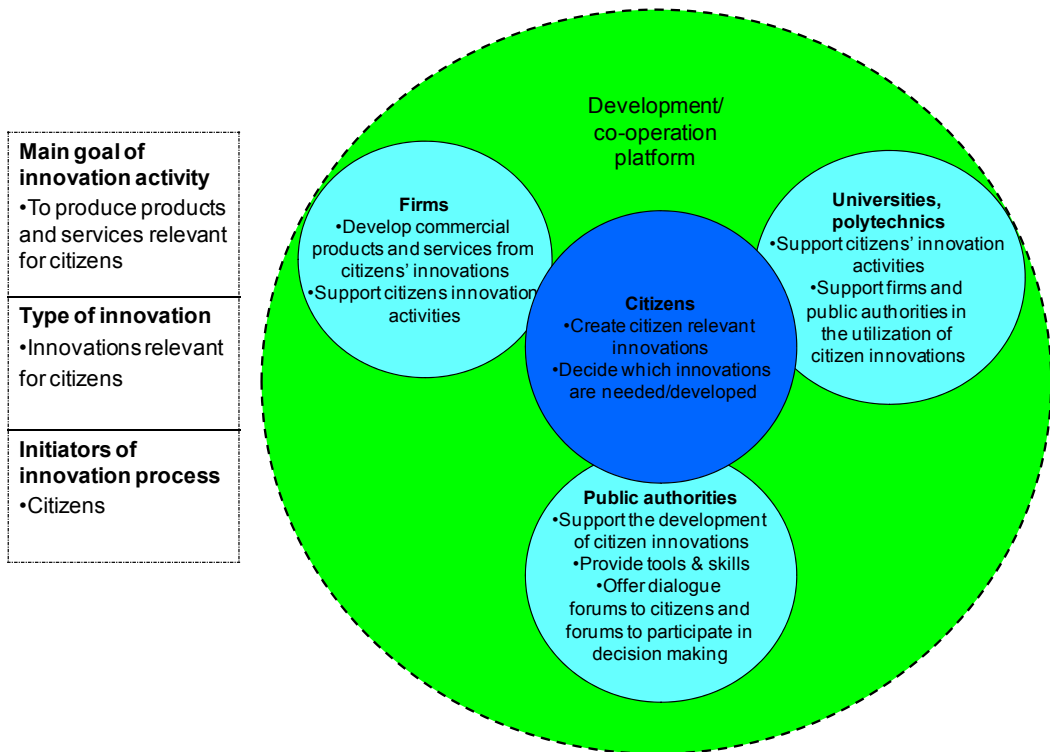 Main goal of
innovation activity
•To produce products
and services relevant
for citizens
Type of innovation
•Innovations relevant
for citizens
Initiators of
innovation process
•Citizens
Development/
co-operation
platform
Firms
•Develop commercial
products and services from
citizens’ innovations
•Support citizens innovation
activities
Citizens
•Create citizen relevant
innovations
•Decide which innovations
are needed/developed
Universities,
polytechnics
•Support citizens’ innovation
activities
•Support firms and
public authorities in
the utilization of
citizen innovations
Public authorities
•Support the development
of citizen innovations
•Provide tools & skills
•Offer dialogue
forums to citizens and
forums to participate in
decision making